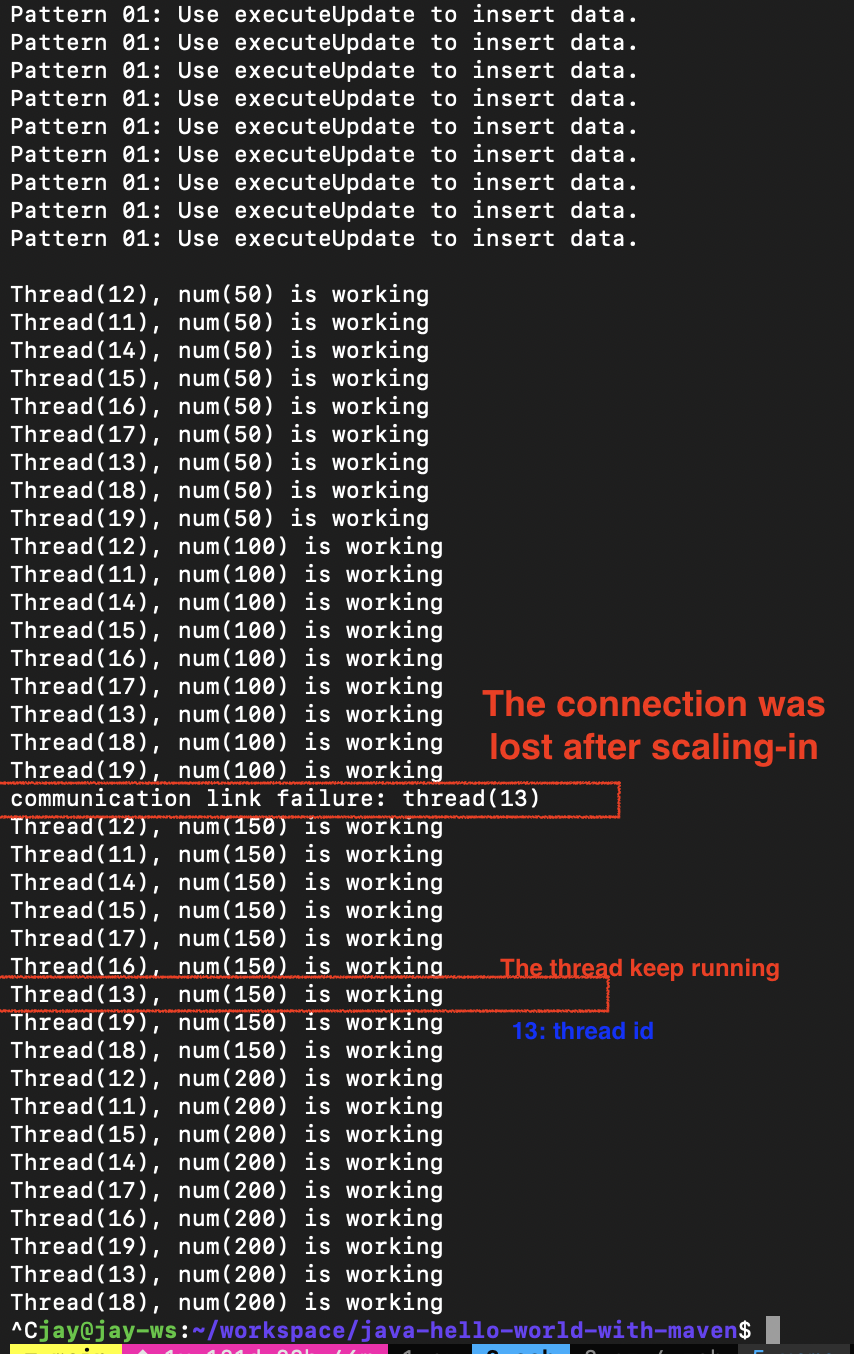 Pattern 01: Use executeUpdate to insert data.
Pattern 01: Use executeUpdate to insert data.
Pattern 01: Use executeUpdate to insert data.
Pattern 01: Use executeUpdate to insert data.
Pattern 01: Use executeUpdate to insert data.
Pattern 01: Use executeUpdate to insert data.
Pattern 01: Use executeUpdate to insert data.
Pattern 01: Use executeUpdate to insert data.
Pattern 01: Use executeUpdate to insert data.
Thread(12), num(50) is working
Thread(11), num(50) is working
Thread(14), num(50) is working
Thread(15), num(50) is working
Thread(16), num(50) is working
Thread(17), num(50) is working
Thread(13), num(50) is working
Thread(18), num(50) is working
Thread(19), num(50) is working
Thread(12), num(100) is working
Thread(11), num(100) is working
Thread(14), num(100) is working
Thread(15), num(100) is working
Thread(16), num(100) is working
Thread(17), num(100) is working
Thread(13), num(100) is working
Thread(18), num(100) is working
Thread(19), num(100) is working
The connection was
lost after scaling-in
communication link failure: thread(13)
Thread(12), num(150) is working
Thread(11), num(150) is working
Thread(14), num(150) is working
Thread(15), num(150) is working
Thread(17), num(150) is working
Thread(16), num(150) is working
The thread keep running
Thread(13), num(150) is working
Thread(19), num(150) is working
13: thread id
Thread(18), num(150) is working
Thread(12), num(200) is working
Thread(11), num(200) is working
Thread(15), num(200) is working
Thread(14), num(200) is working
Thread(17), num(200) is working
Thread(16), num(200) is working
Thread(19), num(200) is working
Thread(13), num(200) is working
Thread(18), num(200) is working
^Cjay@jay-ws:~/workspace/java-hello-world-with-maven$